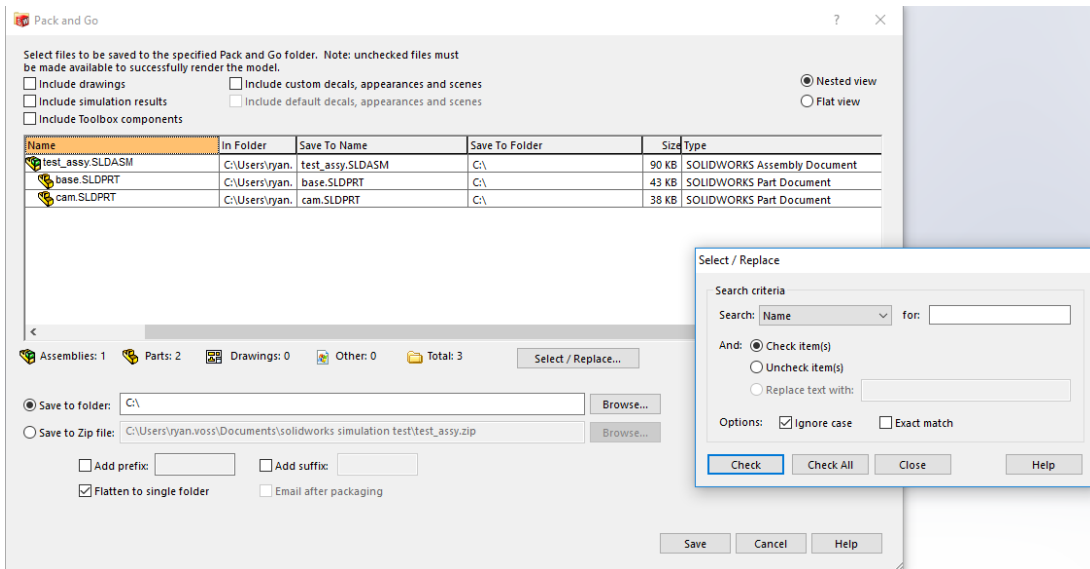 Pack and Go
?
Select files to be saved to the specified Pack and Go folder. Note: unchecked files must
be made available to successfully render the model.
Include drawings
Include custom decals, appearances and scenes
Nested view
Include simulation results
Include default decals, appearances and scenes
Flat view
Include Toolbox components
Name In Folder Save To Name Save To Folder Size Type
test_assy.SLDASM C:\Users\ryan. test_assy.SLDASM C:\ 90 KB SOLIDWORKS Assembly Document
base.SLDPRT C:\Users\ryan. base.SLDPRT C:\ 43 KB SOLIDWORKS Part Document
cam.SLDPRT C:\Users\ryan. cam.SLDPRT C:\ 38 KB SOLIDWORKS Part Document
Assemblies: 1 Parts: 2 Drawings: 0 Other: 0 Total: 3 Select / Replace...
Save to folder: C:\ Browse...
Save to Zip file: C:\Users\ryan.voss\Documents\solidworks simulation test\test_assy.zip Browse...
Add prefix: Add suffix:
Flatten to single folder Email after packaging
Save Cancel Help
Select / Replace
Search criteria
Search: Name for:
And: Check item(s)
Uncheck item(s)
Replace text with:
Options: Ignore case Exact match
Check Check All Close Help